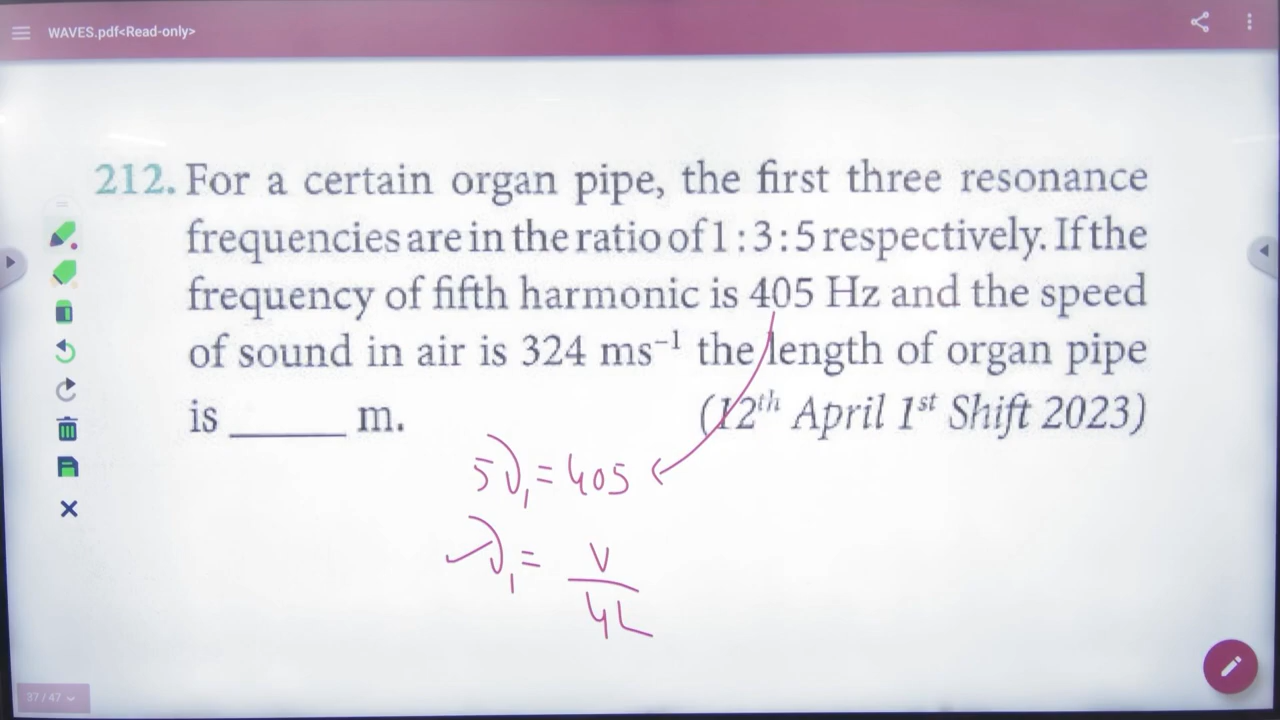 WAVES.pdf<Read-only>
212. For a certain organ pipe, the first three resonance
frequencies are in the ratio of 1 : 3 : 5 respectively. If the
frequency of fifth harmonic is 405 Hz and the speed
of sound in air is 324 ms⁻¹ the length of organ pipe
is ______ m. (12th April 1st Shift 2023)
5ν₁ = 405
ν₁ = V/4L
37 / 47